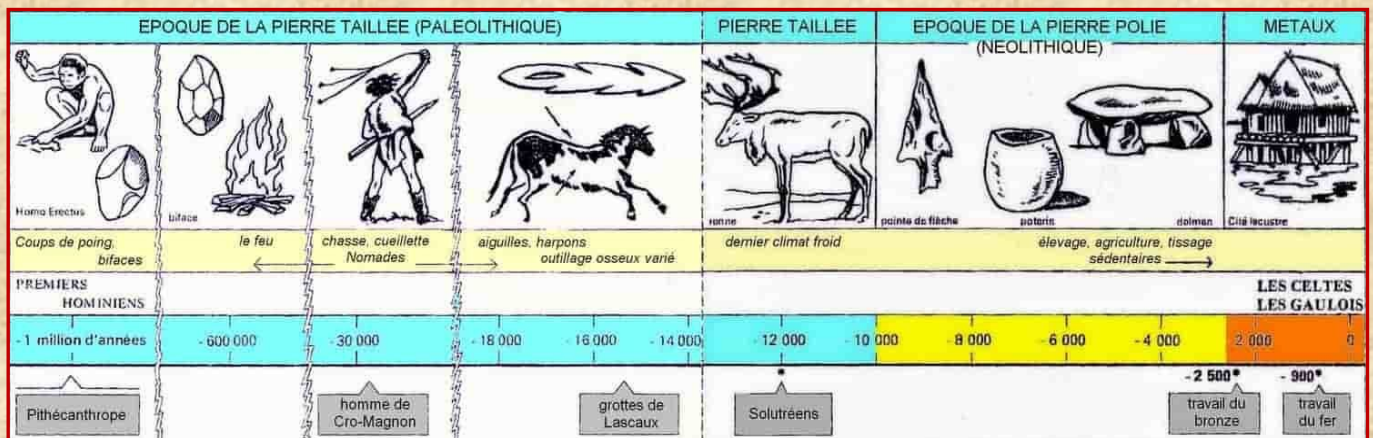 EPOQUE DE LA PIERRE TAILLEE (PALEOLITHIQUE)
PIERRE TAILLEE
EPOQUE DE LA PIERRE POLIE
(NEOLITHIQUE)
METAUX
Homo Erectus
biface
renne
pointe de flèche
poterie
dolmen
Cité lacustre
Coups de poing,
bifaces
le feu
chasse, cueillette
Nomades
aiguilles, harpons
outillage osseux varié
dernier climat froid
élevage, agriculture, tissage
sédentaires
PREMIERS
HOMINIENS
LES CELTES
LES GAULOIS
- 1 million d'années
- 600 000
- 30 000
- 18 000
- 16 000
- 14 000
- 12 000
- 10 000
- 8 000
- 6 000
- 4 000
- 2 000
0
- 2 500
- 900
Pithécanthrope
homme de
Cro-Magnon
grottes de
Lascaux
Solutréens
travail du
bronze
travail
du fer